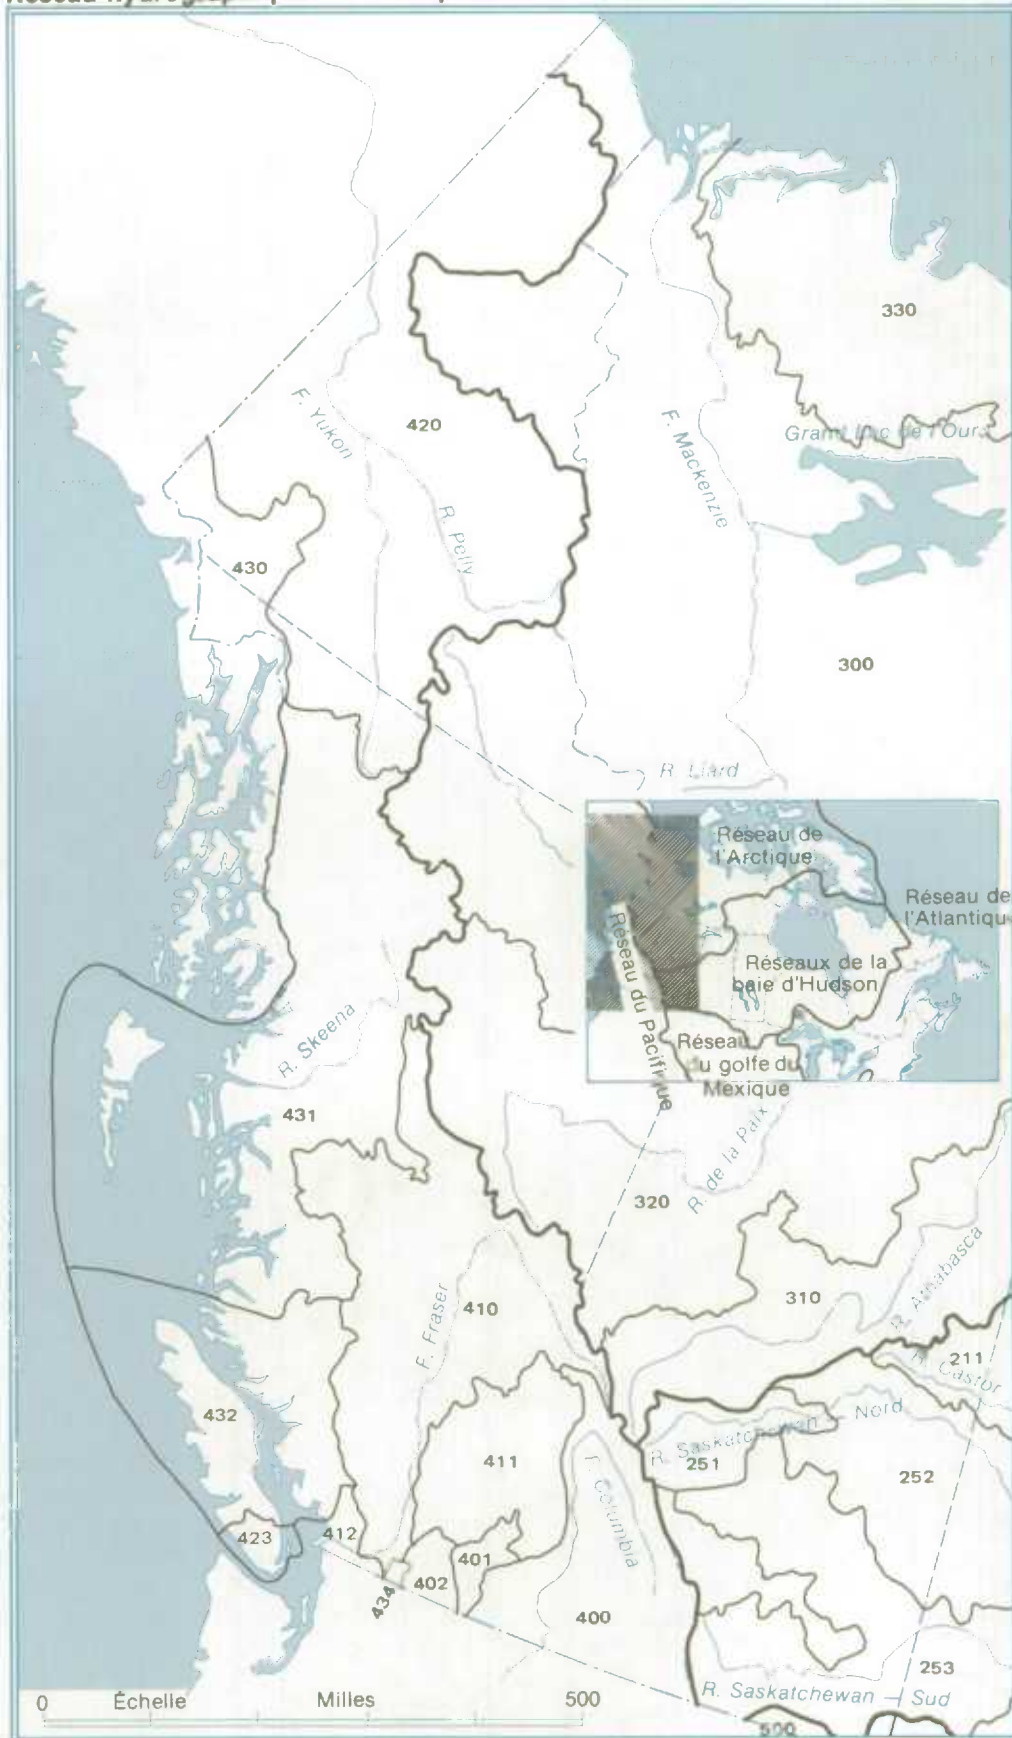 330
Grand Lac de l'Ours
F. Yukon
420
F. Mackenzie
R. Pelly
430
300
R. Liard
Réseau de
l'Arctique
Réseau de
l'Atlantiqu
Réseaux de la
baie d'Hudson
Réseau du Pacifique
Réseau
du golfe du
Mexique
R. Skeena
431
R. de la Paix
320
R. Athabasca
310
410
F. Fraser
211
R. Castor
432
R. Saskatchewan — Nord
251
411
252
F. Columbia
423
412
401
402
434
400
253
R. Saskatchewan — Sud
0
Échelle
Milles
500
500